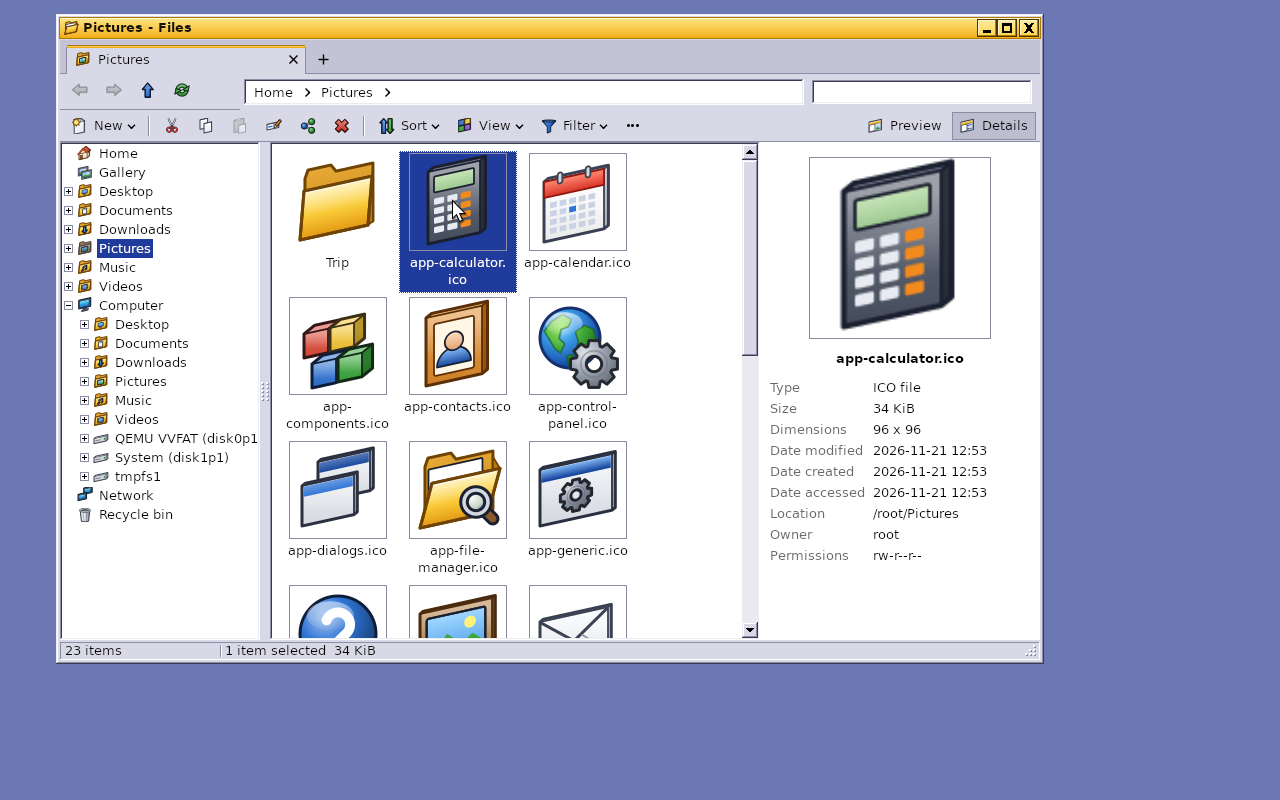 Pictures - Files
Pictures
Home Pictures
New Sort View Filter Preview Details
Home
Gallery
Desktop
Documents
Downloads
Pictures
Music
Videos
Computer
Desktop
Documents
Downloads
Pictures
Music
Videos
QEMU VVFAT (disk0p1
System (disk1p1)
tmpfs1
Network
Recycle bin
Trip
app-calculator.
ico
app-calendar.ico
app-
components.ico
app-contacts.ico
app-control-
panel.ico
app-dialogs.ico
app-file-
manager.ico
app-generic.ico
app-calculator.ico
Type ICO file
Size 34 KiB
Dimensions 96 x 96
Date modified 2026-11-21 12:53
Date created 2026-11-21 12:53
Date accessed 2026-11-21 12:53
Location /root/Pictures
Owner root
Permissions rw-r--r--
23 items
1 item selected 34 KiB